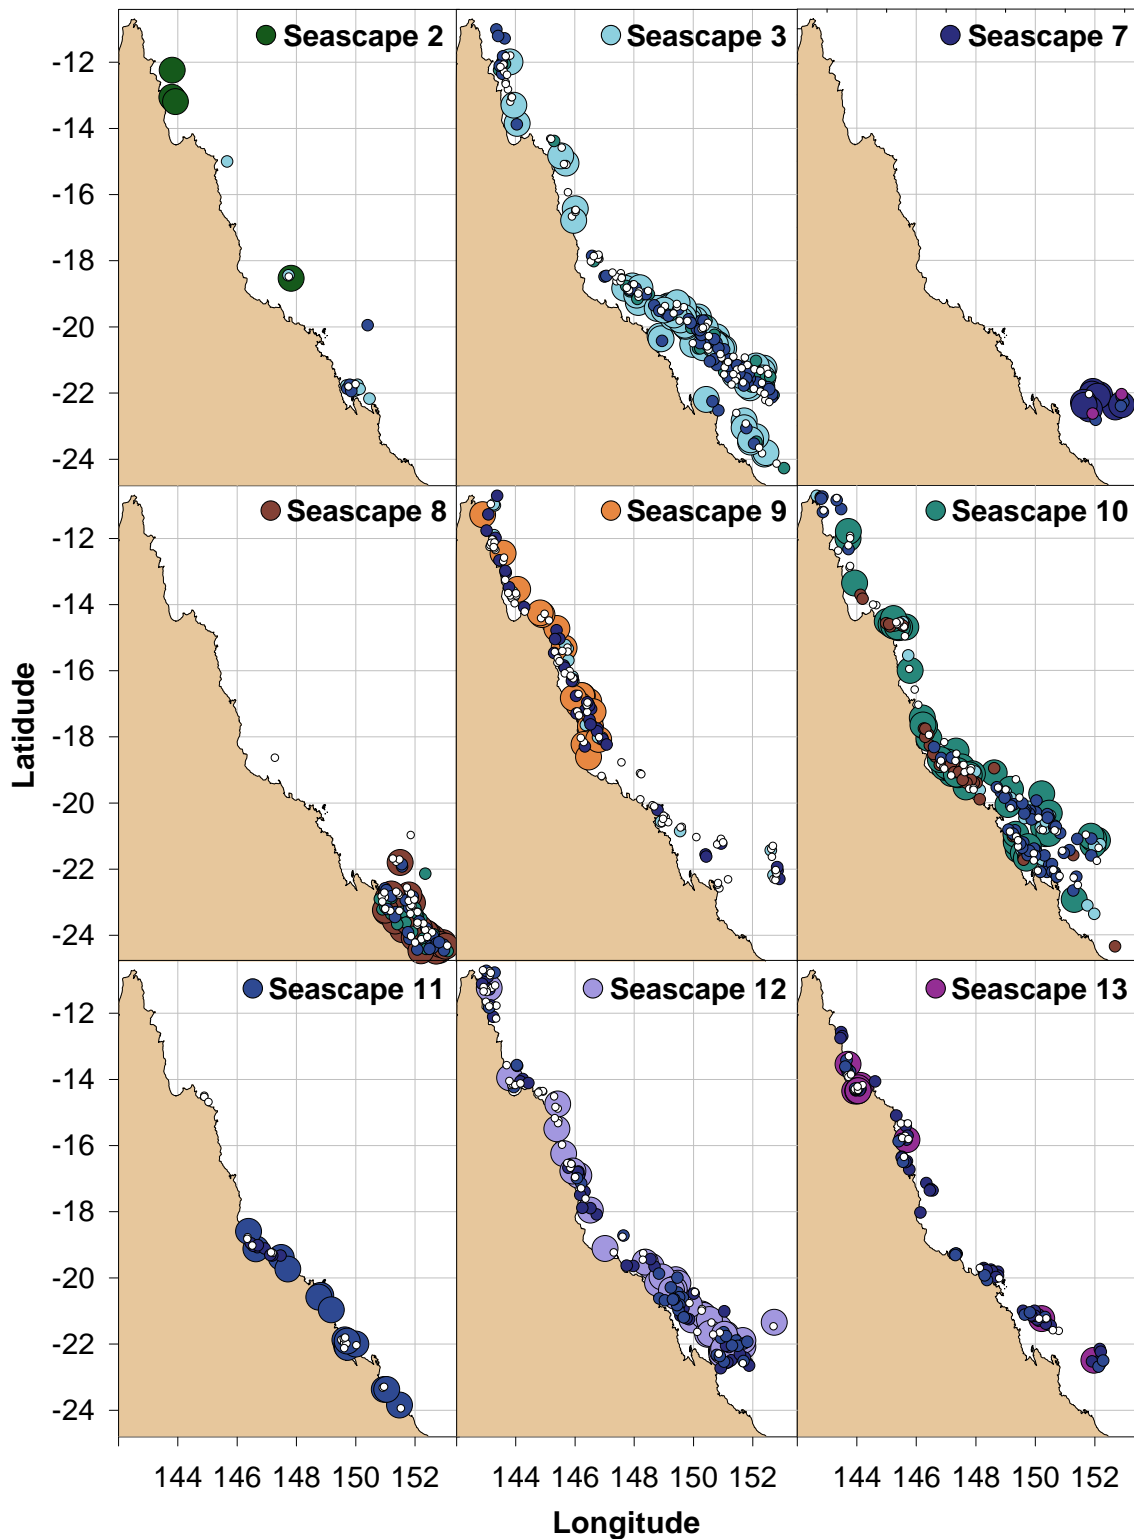 Seascape 2
Seascape 3
Seascape 7
-12
-14
-16
-18
-20
-22
-24
Seascape 8
Seascape 9
Seascape 10
-12
-14
-16
-18
-20
-22
-24
Latidude
Seascape 11
Seascape 12
Seascape 13
-12
-14
-16
-18
-20
-22
-24
144 146 148 150 152 144 146 148 150 152 144 146 148 150 152
Longitude